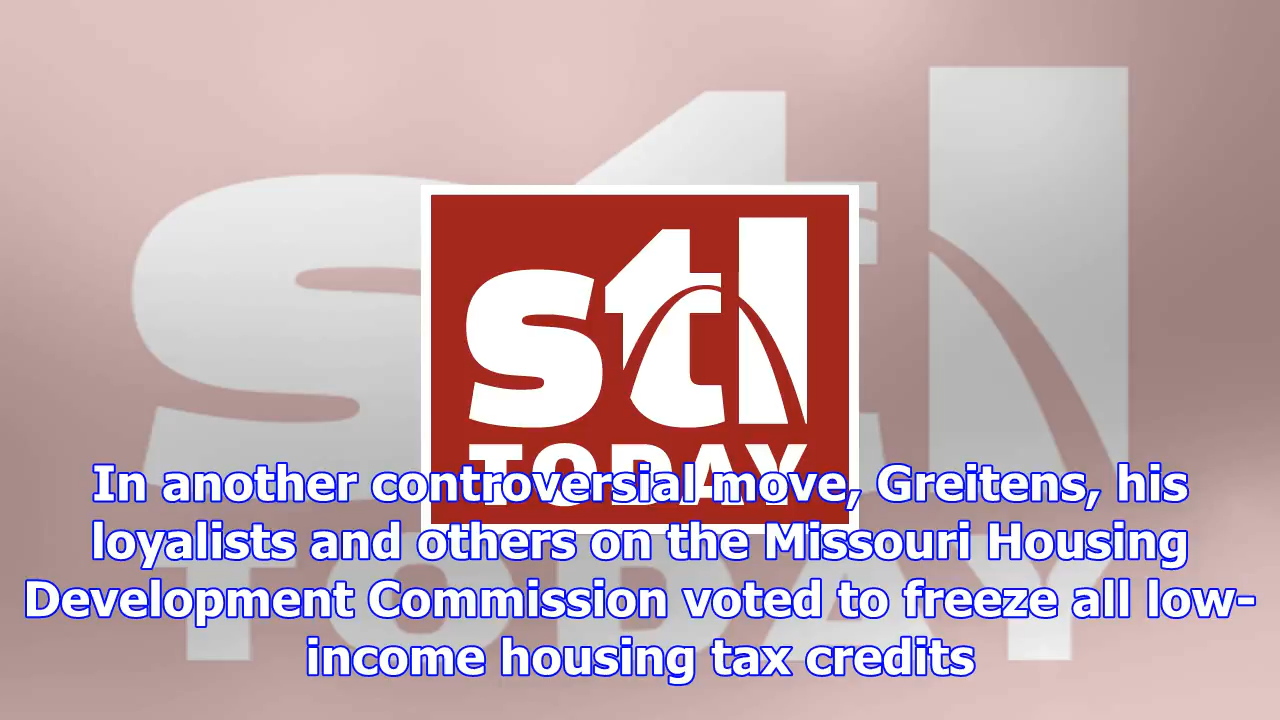 stl
TODAY
In another controversial move, Greitens, his
loyalists and others on the Missouri Housing
Development Commission voted to freeze all low-
income housing tax credits